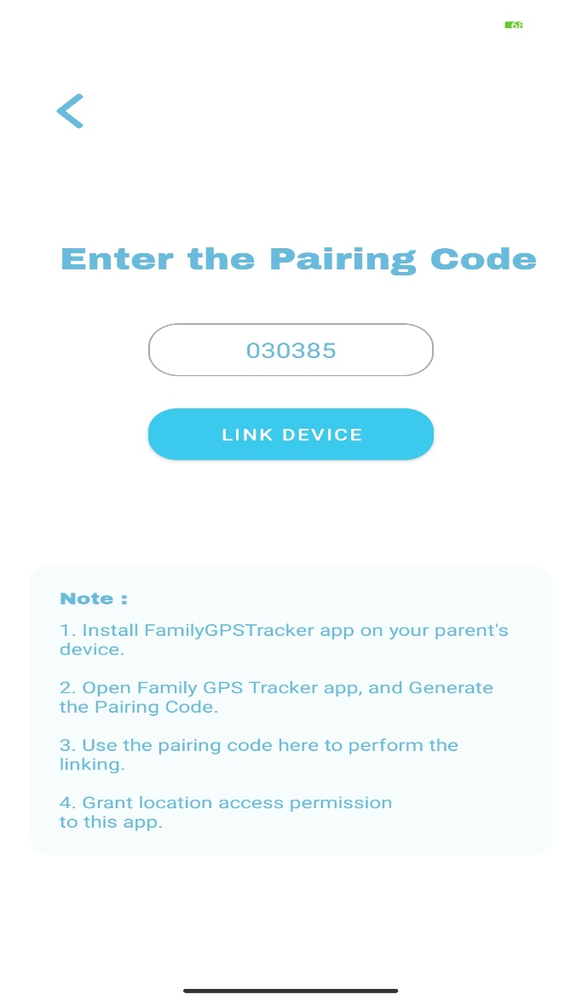 68
Enter the Pairing Code
030385
LINK DEVICE
Note :
1. Install FamilyGPSTracker app on your parent's
device.
2. Open Family GPS Tracker app, and Generate
the Pairing Code.
3. Use the pairing code here to perform the
linking.
4. Grant location access permission
to this app.